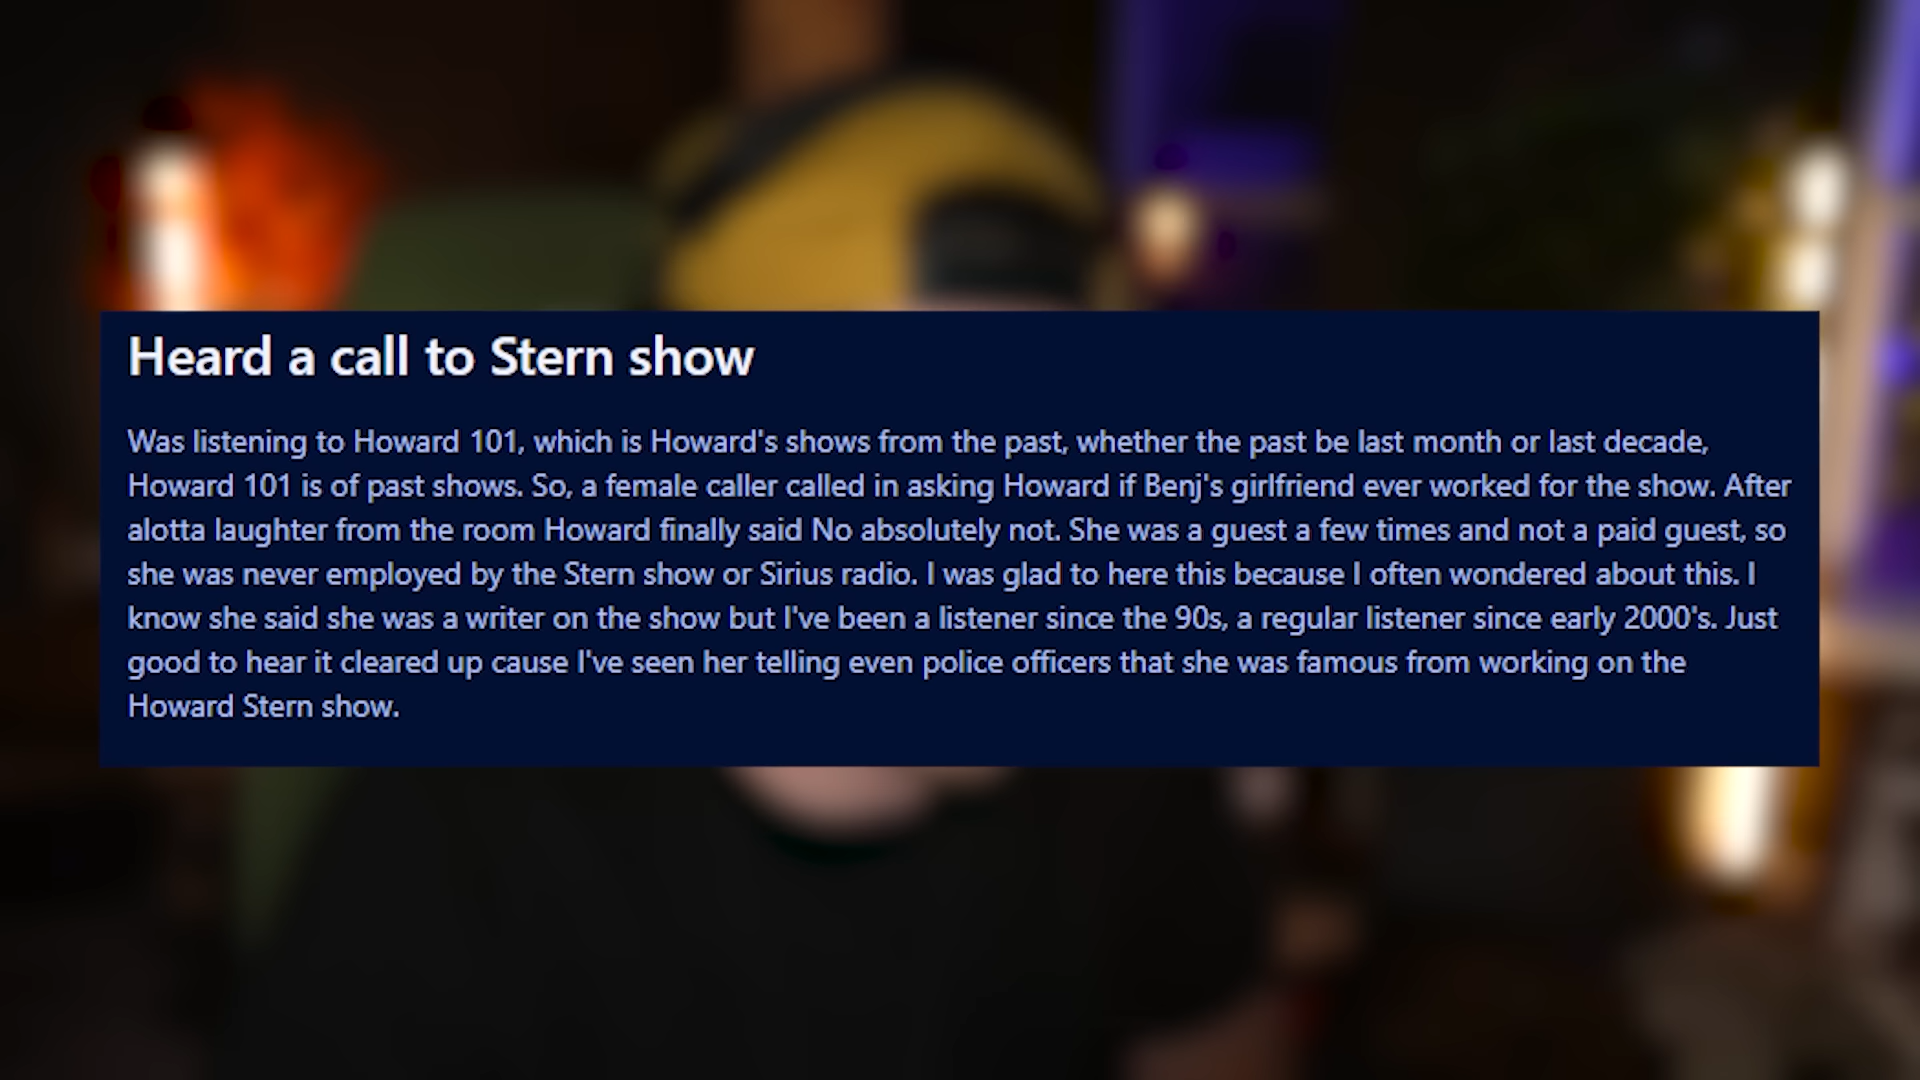 Heard a call to Stern show
Was listening to Howard 101, which is Howard's shows from the past, whether the past be last month or last decade,
Howard 101 is of past shows. So, a female caller called in asking Howard if Benj's girlfriend ever worked for the show. After
alotta laughter from the room Howard finally said No absolutely not. She was a guest a few times and not a paid guest, so
she was never employed by the Stern show or Sirius radio. I was glad to here this because I often wondered about this. I
know she said she was a writer on the show but I've been a listener since the 90s, a regular listener since early 2000's. Just
good to hear it cleared up cause I've seen her telling even police officers that she was famous from working on the
Howard Stern show.